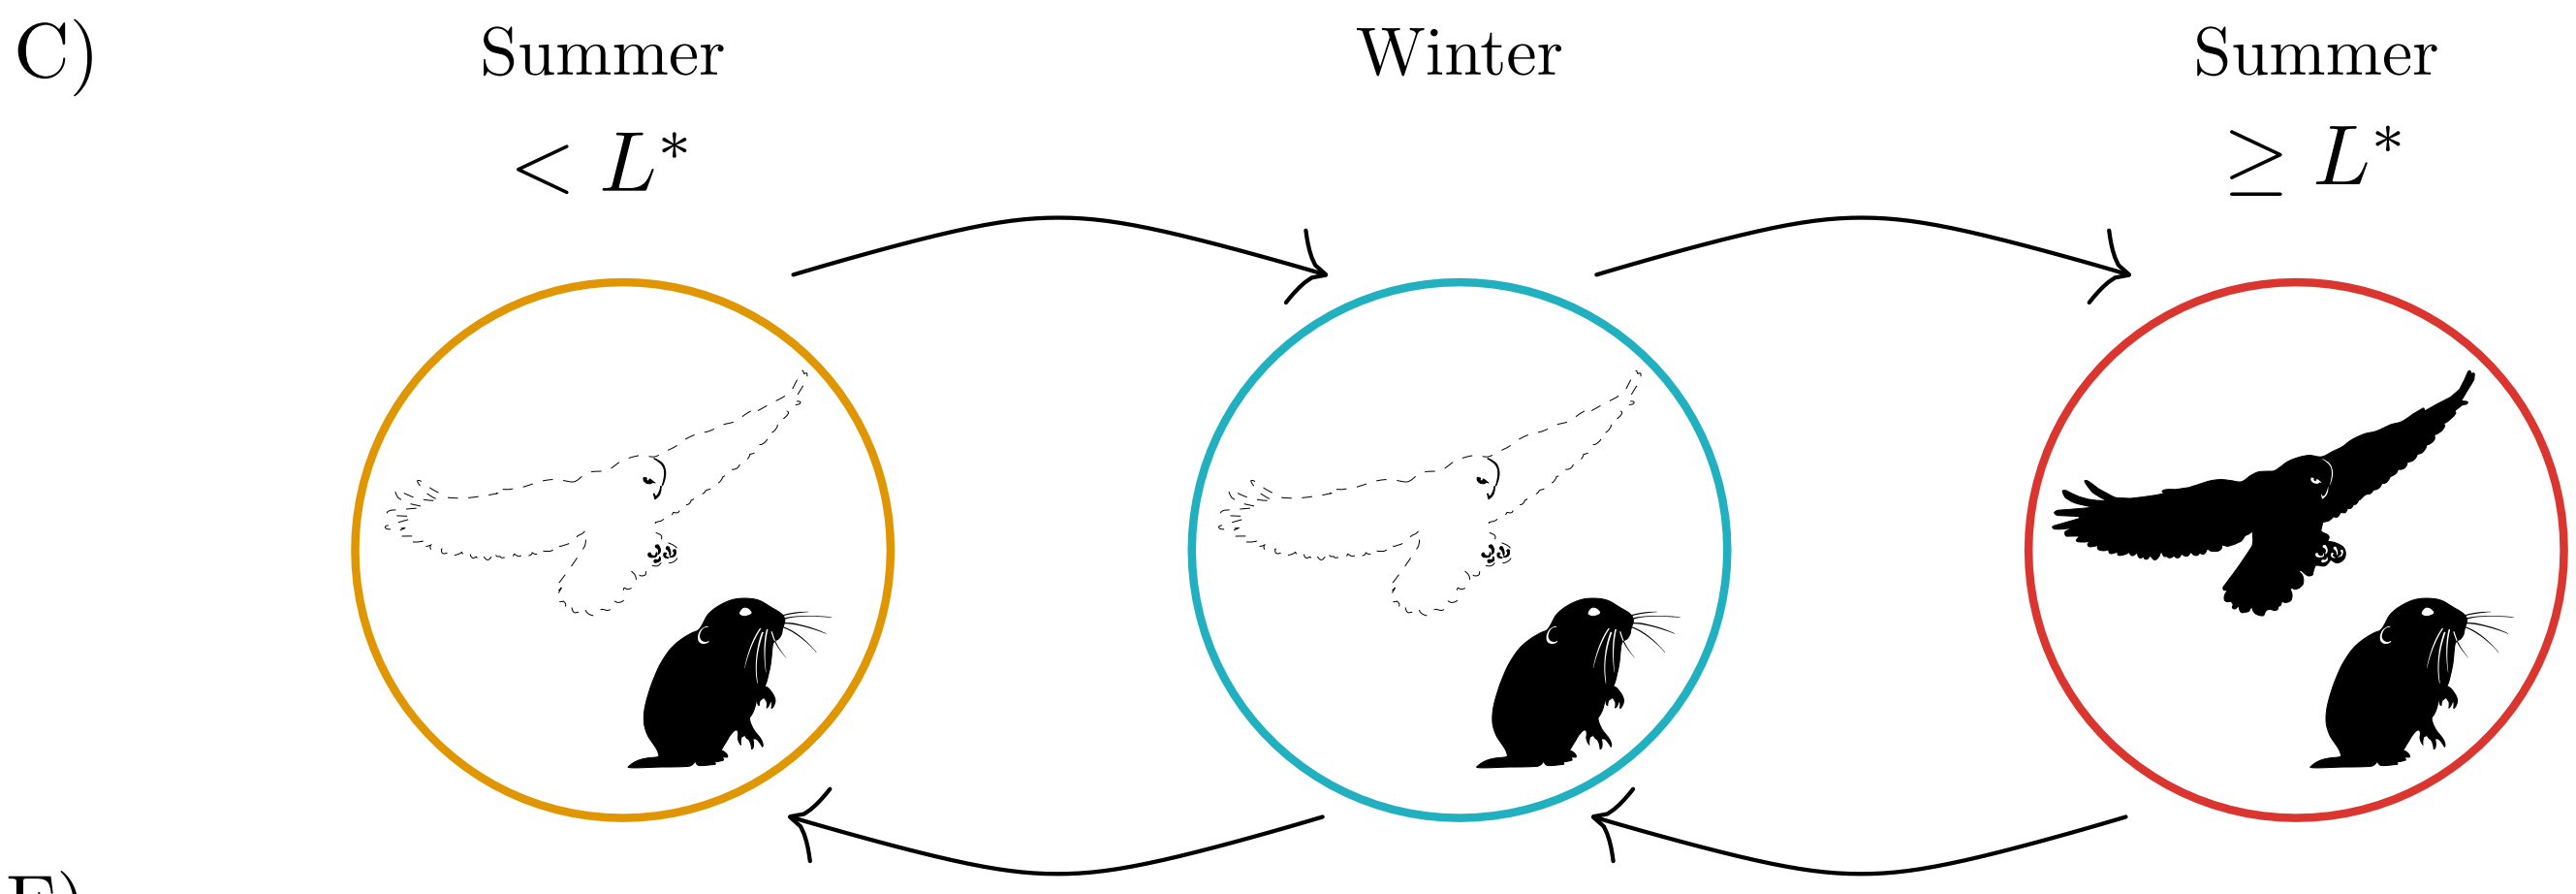 C)
Summer
< L*
Winter
Summer
≥ L*